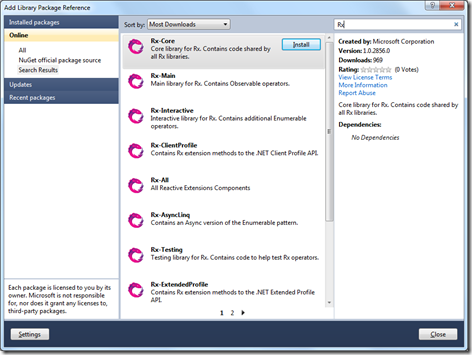 Add Library Package Reference
Installed packages
Online
All
NuGet official package source
Search Results
Updates
Recent packages
Each package is licensed to you by its
owner. Microsoft is not responsible
for, nor does it grant any licenses to,
third-party packages.
Sort by: Most Downloads
Rx-Core
Core library for Rx. Contains code shared by
all Rx libraries.
Install
Rx-Main
Main library for Rx. Contains Observable operators.
Rx-Interactive
Interactive library for Rx. Contains additional Enumerable
operators.
Rx-ClientProfile
Contains Rx extension methods to the .NET Client Profile API.
Rx-All
All Reactive Extensions Components
Rx-AsyncLinq
Contains an Async version of the Enumerable pattern.
Rx-Testing
Testing library for Rx. Contains code to help test Rx operators.
Rx-ExtendedProfile
Contains Rx extension methods to the .NET Extended Profile
API.
1 2
Rx
Created by: Microsoft Corporation
Version: 1.0.2856.0
Downloads: 969
Rating: (0 Votes)
View License Terms
More Information
Report Abuse
Core library for Rx. Contains code shared by
all Rx libraries.
Dependencies:
No Dependencies
Settings
Close